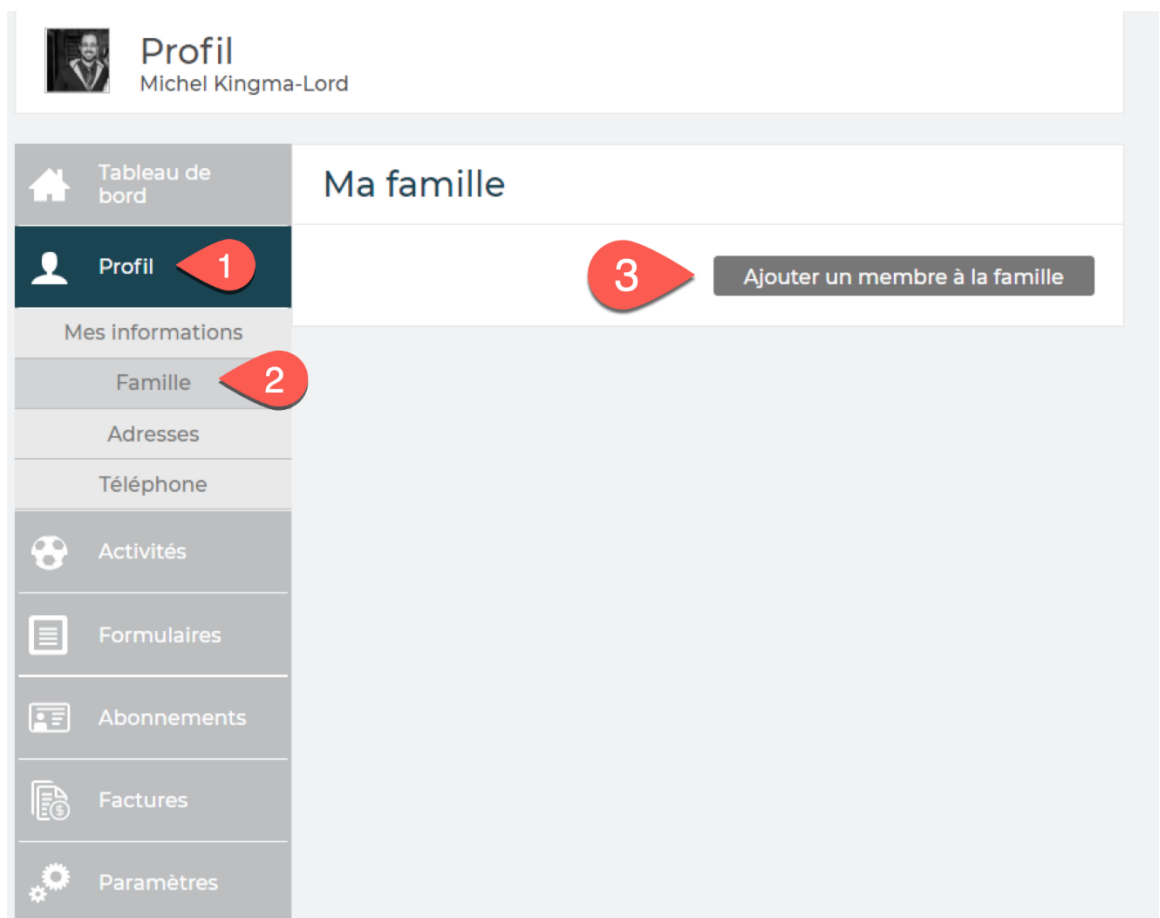 Profil
Michel Kingma-Lord
Tableau de
bord
Ma famille
Profil
1
3
Ajouter un membre à la famille
Mes informations
Famille
2
Adresses
Téléphone
Activités
Formulaires
Abonnements
Factures
Paramètres